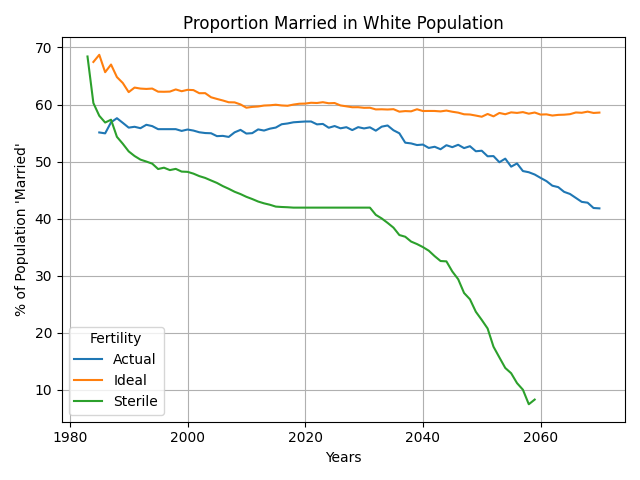 Proportion Married in White Population
% of Population 'Married'
70
60
50
40
30
20
10
Fertility
Actual
Ideal
Sterile
1980 2000 2020 2040 2060
Years